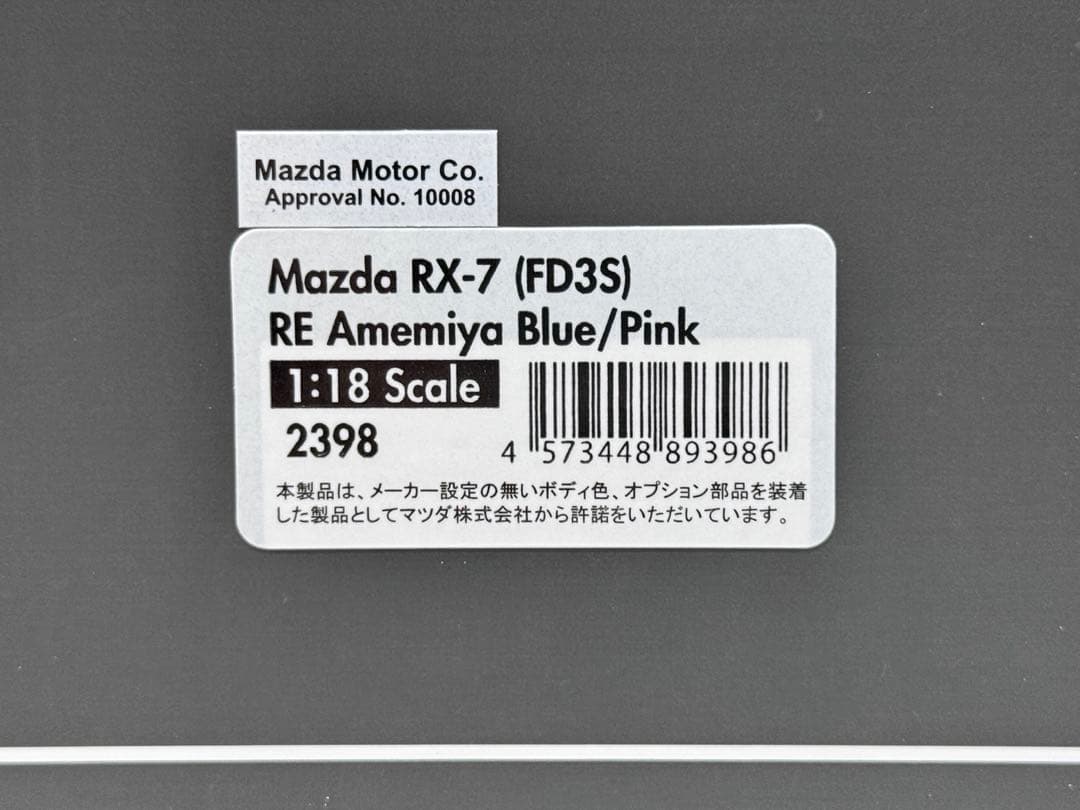 Mazda Motor Co.
Approval No. 10008
Mazda RX-7 (FD3S)
RE Amemiya Blue/Pink
1:18 Scale
2398
4 573448 893986
本製品は、メーカー設定の無いボディ色、オプション部品を装着
した製品としてマツダ株式会社から許諾をいただいています。